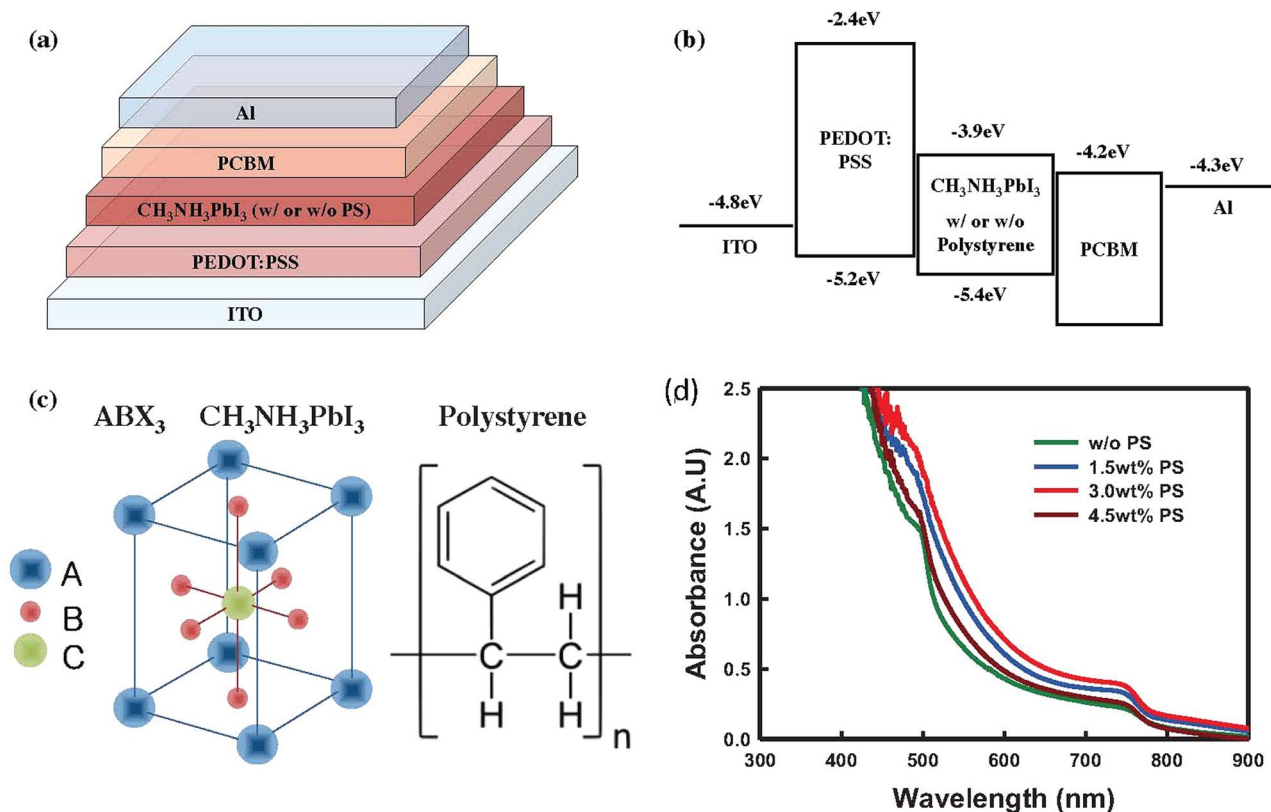 (a)
Al
PCBM
CH₃NH₃PbI₃ (w/ or w/o PS)
PEDOT:PSS
ITO
(b)
-2.4eV
PEDOT:
PSS
-3.9eV
-4.2eV
-4.3eV
Al
CH₃NH₃PbI₃
w/ or w/o
Polystyrene
-4.8eV
ITO
PCBM
-5.2eV
-5.4eV
(c)
ABX₃
CH₃NH₃PbI₃
Polystyrene
A
B
C
H
C
C
H
H
n
(d)
2.5
2.0
1.5
1.0
0.5
0.0
Absorbance (A.U)
w/o PS
1.5wt% PS
3.0wt% PS
4.5wt% PS
300
400
500
600
700
800
900
Wavelength (nm)